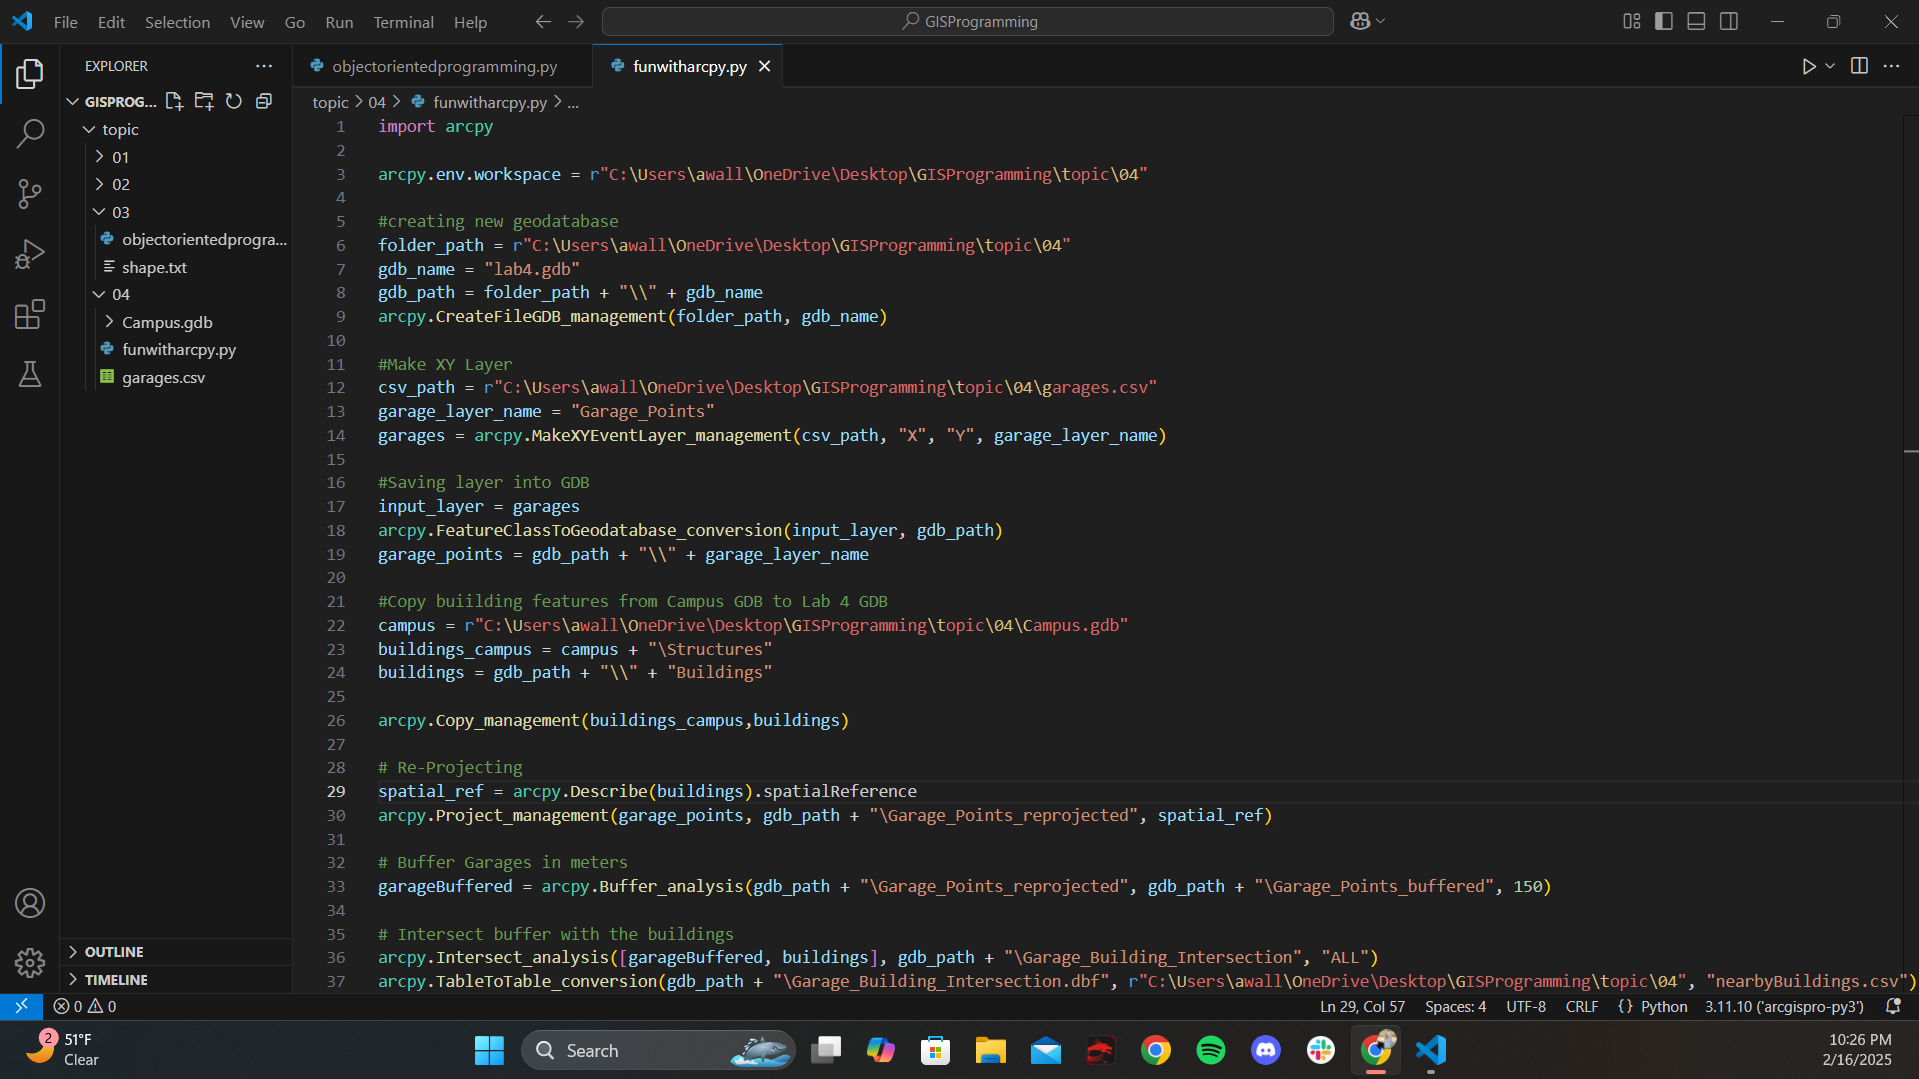 File Edit Selection View Go Run Terminal Help
GISProgramming
EXPLORER
GISPROG...
topic
01
02
03
objectorientedprogra...
shape.txt
04
Campus.gdb
funwitharcpy.py
garages.csv
OUTLINE
TIMELINE
objectorientedprogramming.py
funwitharcpy.py
topic > 04 > funwitharcpy.py > ...
1 import arcpy
2
3 arcpy.env.workspace = r"C:\Users\awall\OneDrive\Desktop\GISProgramming\topic\04"
4
5 #creating new geodatabase
6 folder_path = r"C:\Users\awall\OneDrive\Desktop\GISProgramming\topic\04"
7 gdb_name = "lab4.gdb"
8 gdb_path = folder_path + "\\" + gdb_name
9 arcpy.CreateFileGDB_management(folder_path, gdb_name)
10
11 #Make XY Layer
12 csv_path = r"C:\Users\awall\OneDrive\Desktop\GISProgramming\topic\04\garages.csv"
13 garage_layer_name = "Garage_Points"
14 garages = arcpy.MakeXYEventLayer_management(csv_path, "X", "Y", garage_layer_name)
15
16 #Saving layer into GDB
17 input_layer = garages
18 arcpy.FeatureClassToGeodatabase_conversion(input_layer, gdb_path)
19 garage_points = gdb_path + "\\" + garage_layer_name
20
21 #Copy buiilding features from Campus GDB to Lab 4 GDB
22 campus = r"C:\Users\awall\OneDrive\Desktop\GISProgramming\topic\04\Campus.gdb"
23 buildings_campus = campus + "\Structures"
24 buildings = gdb_path + "\\" + "Buildings"
25
26 arcpy.Copy_management(buildings_campus,buildings)
27
28 # Re-Projecting
29 spatial_ref = arcpy.Describe(buildings).spatialReference
30 arcpy.Project_management(garage_points, gdb_path + "\Garage_Points_reprojected", spatial_ref)
31
32 # Buffer Garages in meters
33 garageBuffered = arcpy.Buffer_analysis(gdb_path + "\Garage_Points_reprojected", gdb_path + "\Garage_Points_buffered", 150)
34
35 # Intersect buffer with the buildings
36 arcpy.Intersect_analysis([garageBuffered, buildings], gdb_path + "\Garage_Building_Intersection", "ALL")
37 arcpy.TableToTable_conversion(gdb_path + "\Garage_Building_Intersection.dbf", r"C:\Users\awall\OneDrive\Desktop\GISProgramming\topic\04", "nearbyBuildings.csv")
0 0
Ln 29, Col 57 Spaces: 4 UTF-8 CRLF {} Python 3.11.10 ('arcgispro-py3')
2
51°F
Clear
Search
10:26 PM
2/16/2025